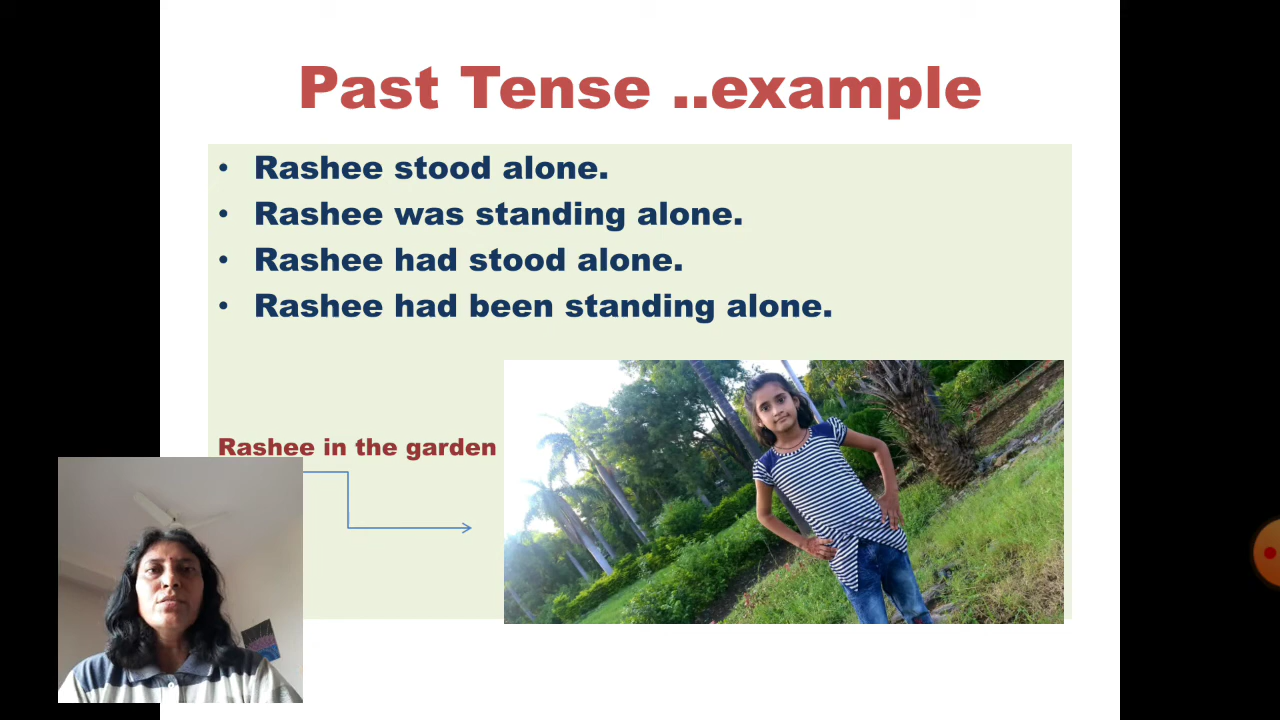 Past Tense ..example
• Rashee stood alone.
• Rashee was standing alone.
• Rashee had stood alone.
• Rashee had been standing alone.
Rashee in the garden